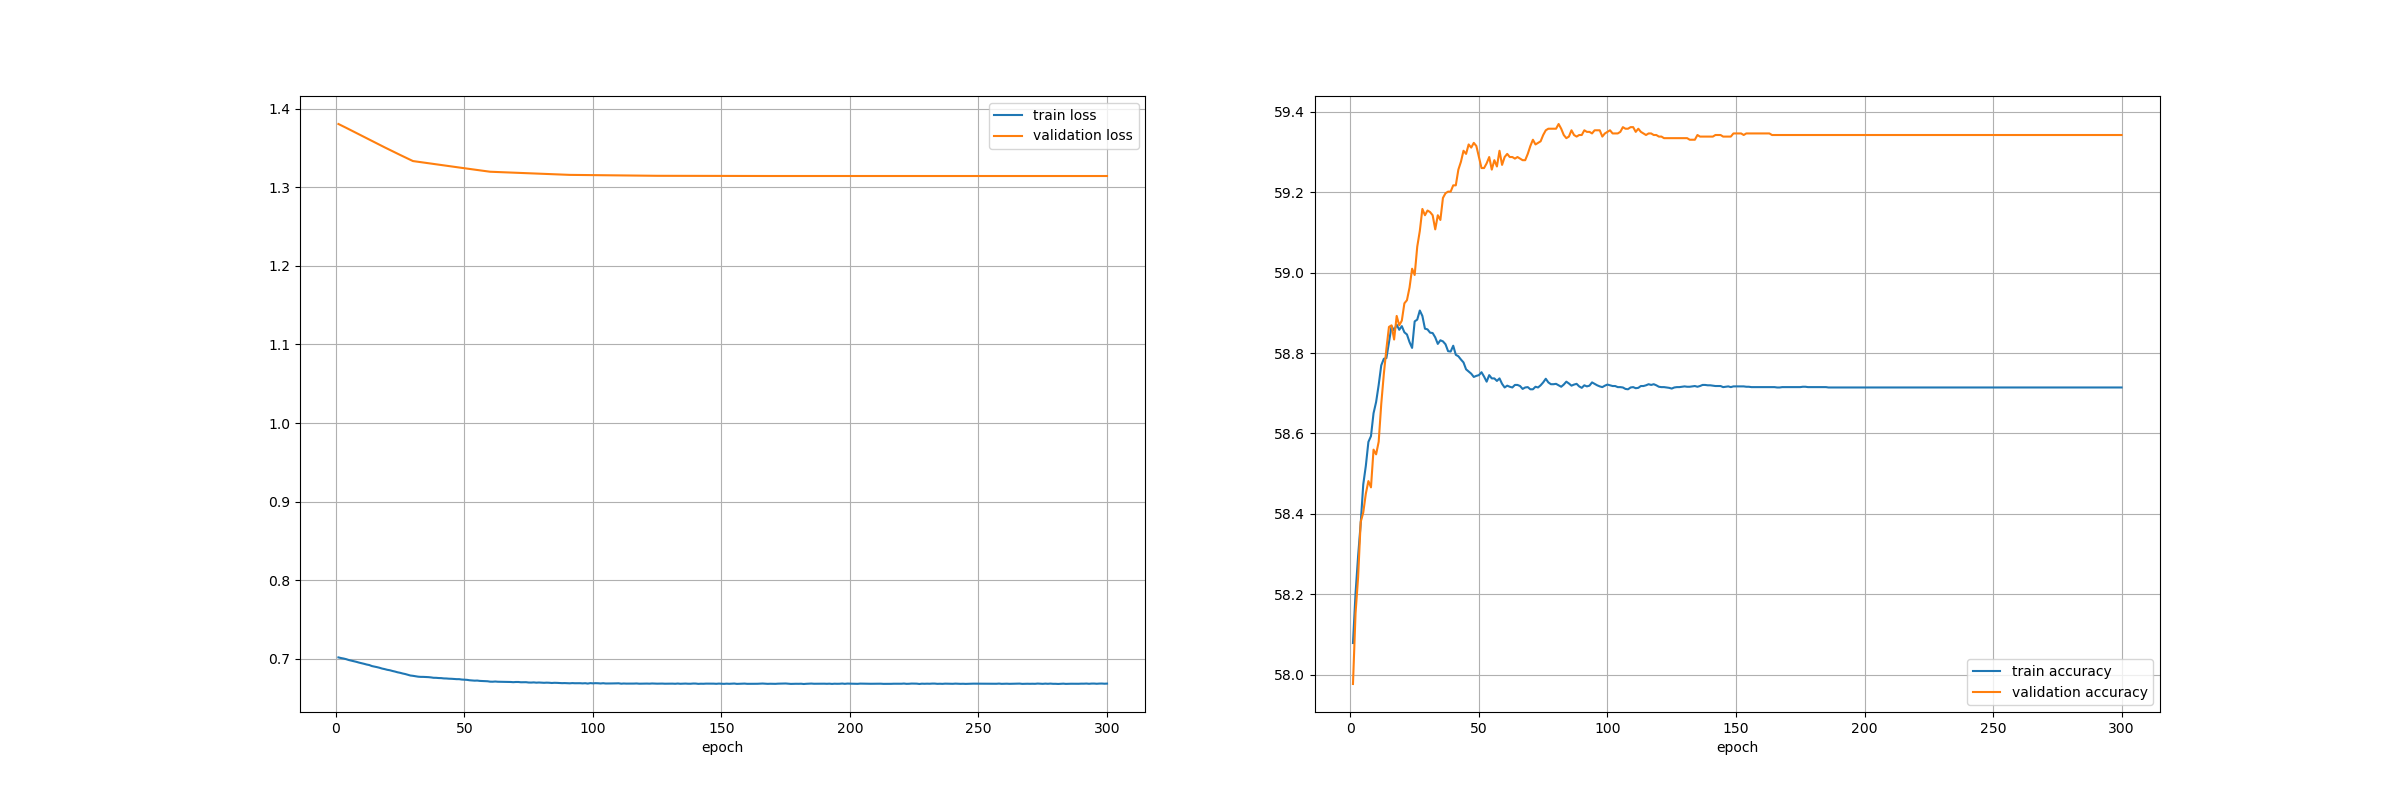 1.4
1.3
1.2
1.1
1.0
0.9
0.8
0.7
0 50 100 150 200 250 300
epoch
train loss
validation loss
59.4
59.2
59.0
58.8
58.6
58.4
58.2
58.0
0 50 100 150 200 250 300
epoch
train accuracy
validation accuracy